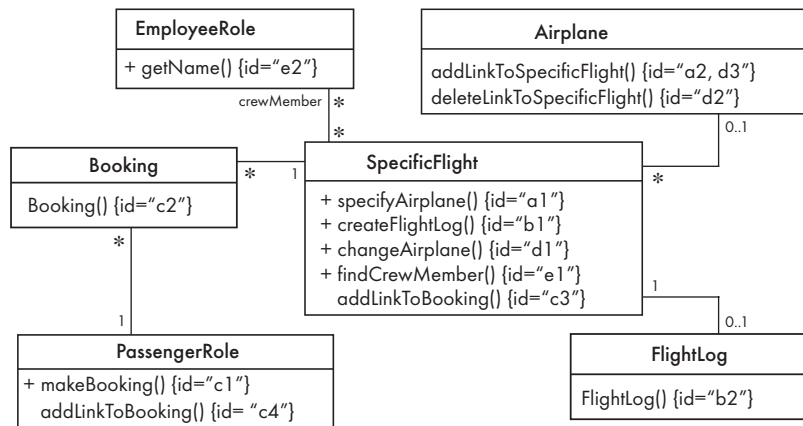 EmployeeRole
+ getName() {id=“e2”}
crewMember
*
*
Airplane
addLinkToSpecificFlight() {id=“a2, d3”}
deleteLinkToSpecificFlight() {id=“d2”}
0..1
*
Booking
Booking() {id=“c2”}
*
1
*
1
SpecificFlight
+ specifyAirplane() {id=“a1”}
+ createFlightLog() {id=“b1”}
+ changeAirplane() {id=“d1”}
+ findCrewMember() {id=“e1”}
addLinkToBooking() {id=“c3”}
1
0..1
PassengerRole
+ makeBooking() {id=“c1”}
addLinkToBooking() {id= “c4”}
FlightLog
FlightLog() {id=“b2”}